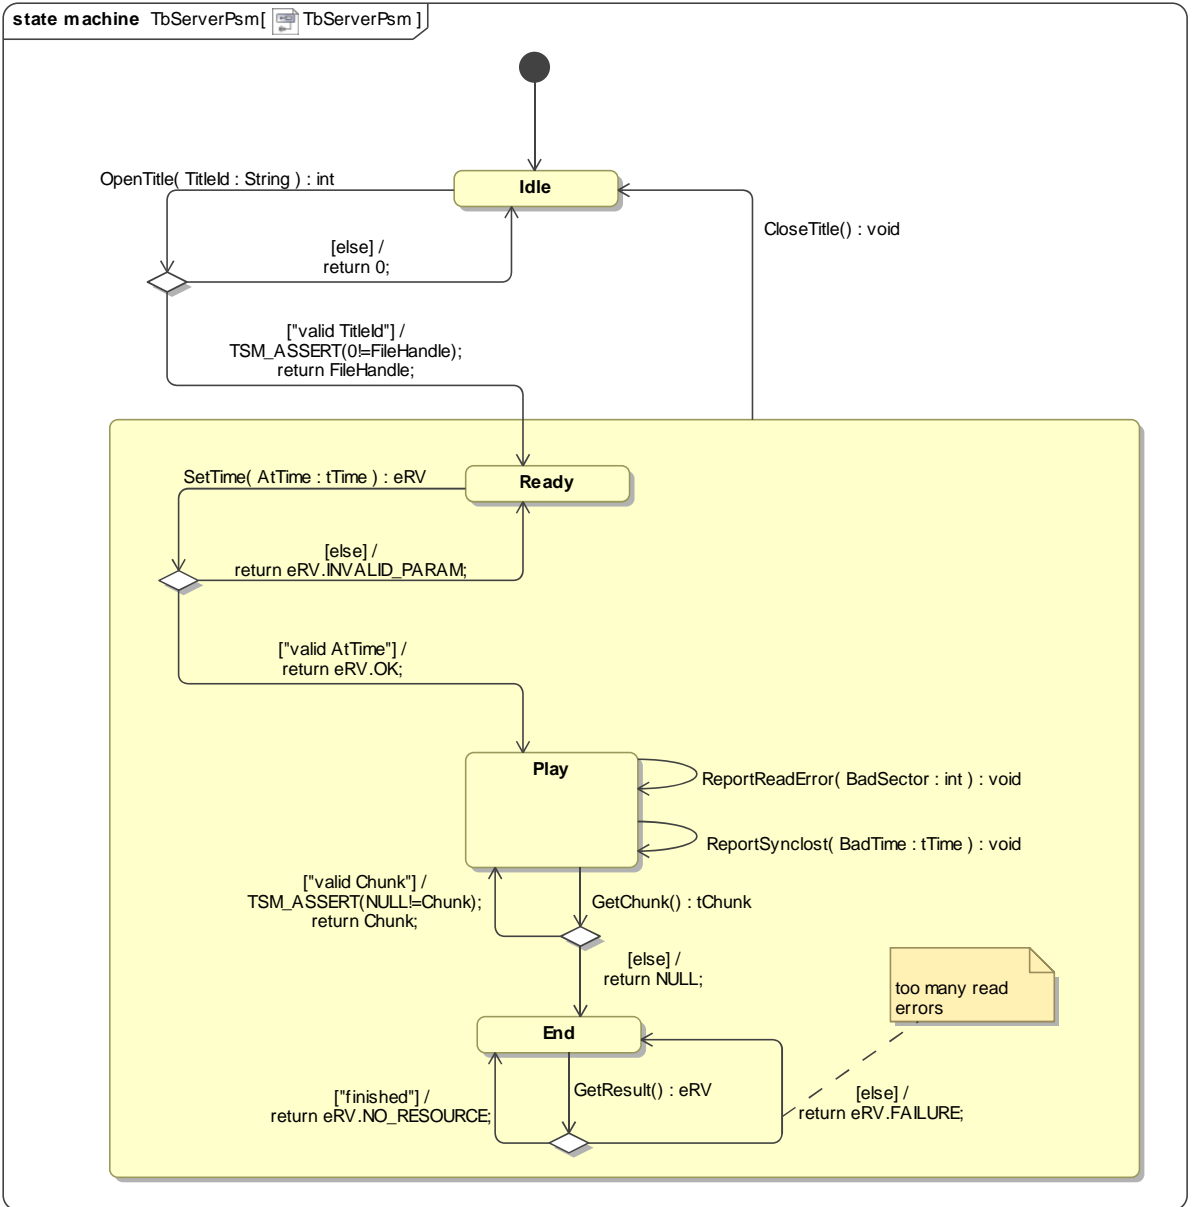 state machine TbServerPsm[ TbServerPsm ]
OpenTitle( TitleId : String ) : int
Idle
CloseTitle() : void
[else] /
return 0;
["valid TitleId"] /
TSM_ASSERT(0!=FileHandle);
return FileHandle;
SetTime( AtTime : tTime ) : eRV
Ready
[else] /
return eRV.INVALID_PARAM;
["valid AtTime"] /
return eRV.OK;
Play
ReportReadError( BadSector : int ) : void
ReportSynclost( BadTime : tTime ) : void
["valid Chunk"] /
TSM_ASSERT(NULL!=Chunk);
return Chunk;
GetChunk() : tChunk
[else] /
return NULL;
too many read
errors
End
GetResult() : eRV
["finished"] /
return eRV.NO_RESOURCE;
[else] /
return eRV.FAILURE;